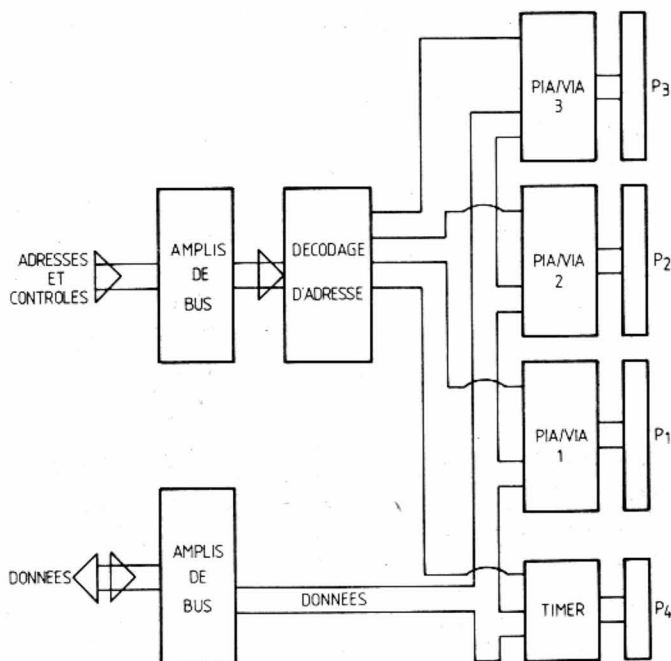 PIA/VIA
3
P3
ADRESSES
ET
CONTROLES
AMPLIS
DE
BUS
DECODAGE
D'ADRESSE
PIA/VIA
2
P2
PIA/VIA
1
P1
DONNEES
AMPLIS
DE
BUS
DONNEES
TIMER
P4